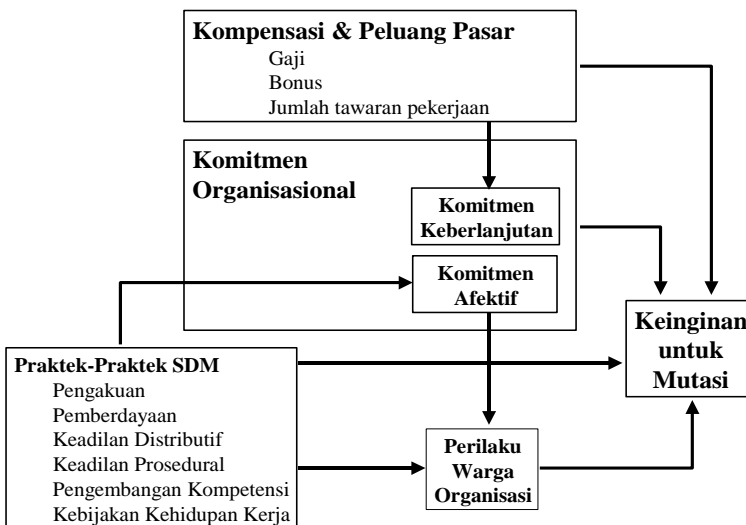 Kompensasi & Peluang Pasar
Gaji
Bonus
Jumlah tawaran pekerjaan
Komitmen
Organisasional
Komitmen
Keberlanjutan
Komitmen
Afektif
Keinginan
untuk
Mutasi
Praktek-Praktek SDM
Pengakuan
Pemberdayaan
Keadilan Distributif
Keadilan Prosedural
Pengembangan Kompetensi
Kebijakan Kehidupan Kerja
Perilaku
Warga
Organisasi